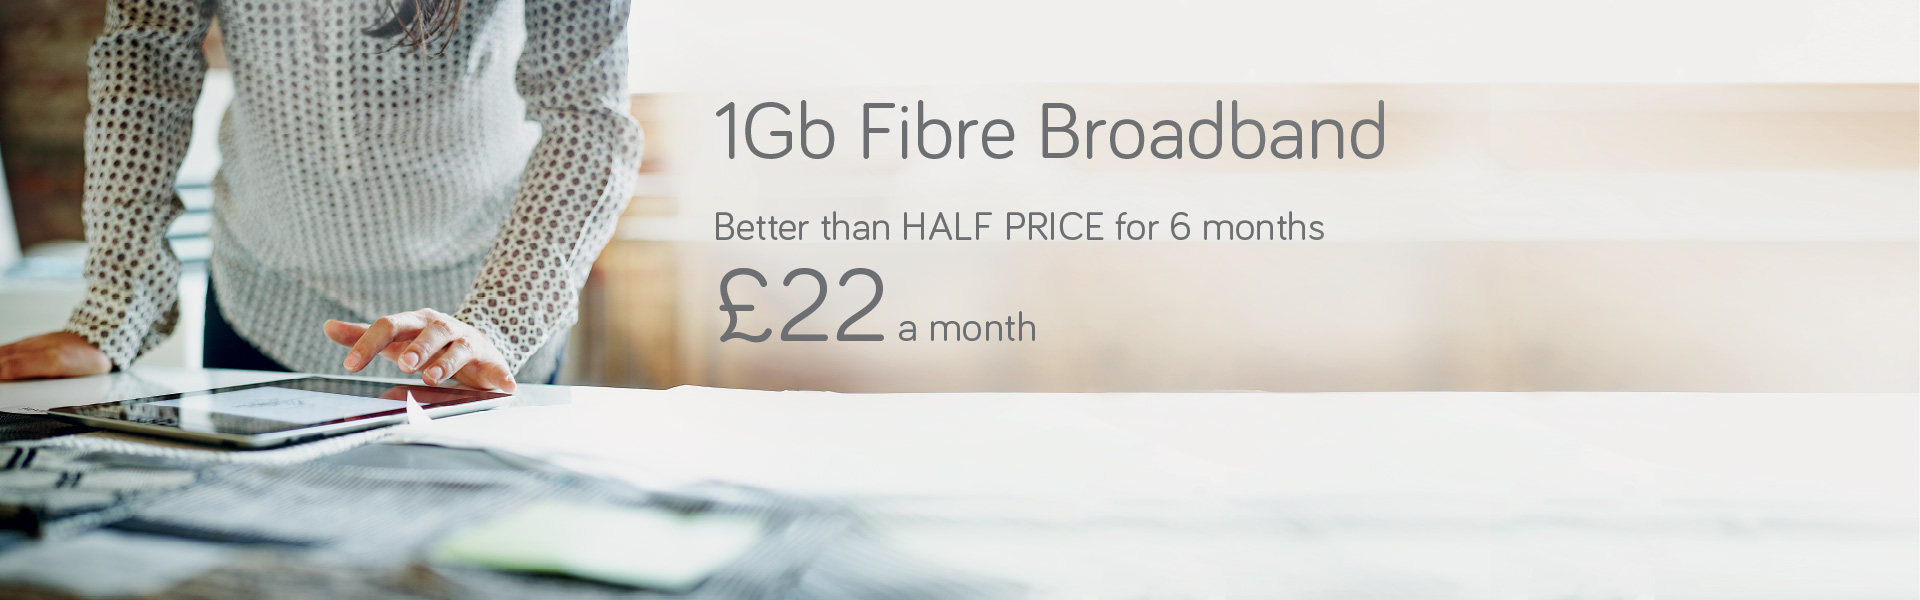 1Gb Fibre Broadband
Better than HALF PRICE for 6 months
£22 a month